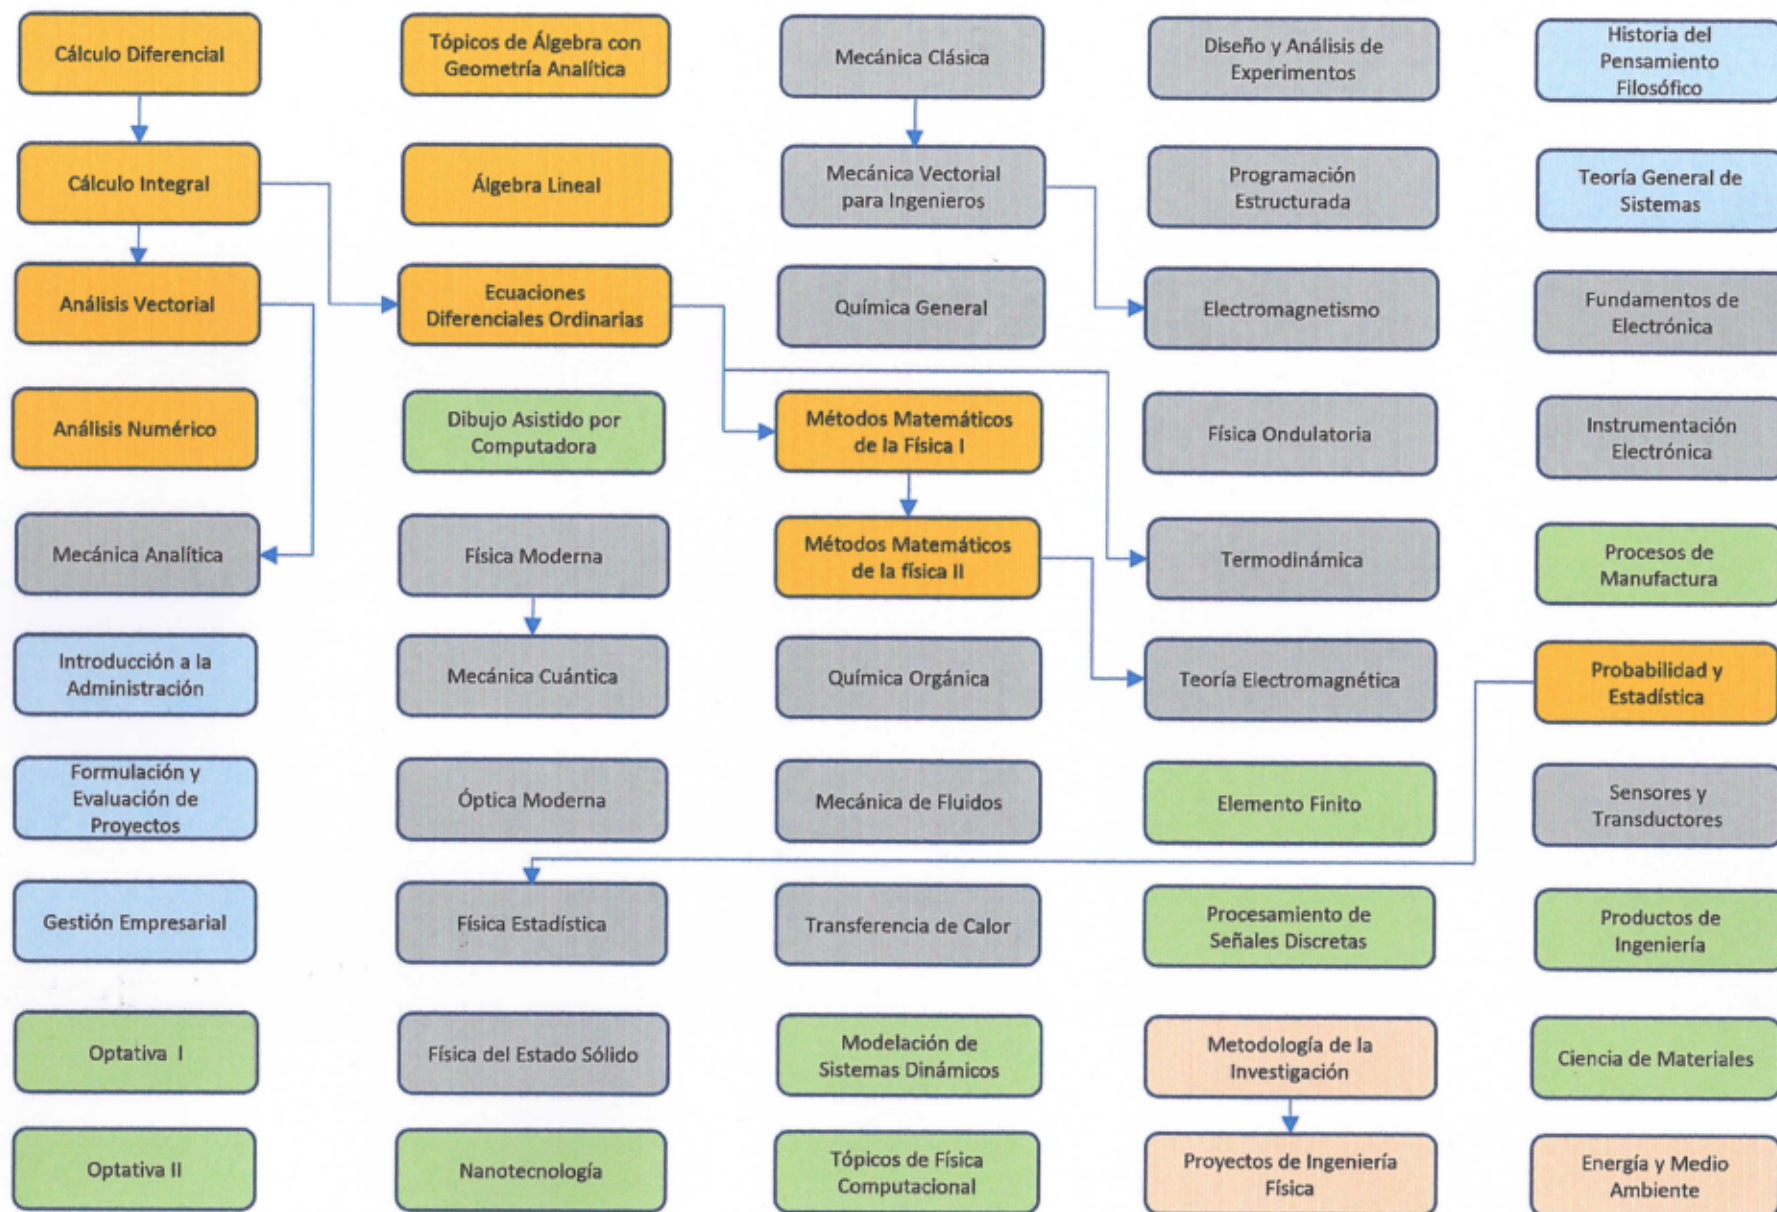 Cálculo Diferencial
Tópicos de Álgebra con
Geometría Analítica
Mecánica Clásica
Diseño y Análisis de
Experimentos
Historia del
Pensamiento
Filosófico
Cálculo Integral
Álgebra Lineal
Mecánica Vectorial
para Ingenieros
Programación
Estructurada
Teoría General de
Sistemas
Análisis Vectorial
Ecuaciones
Diferenciales Ordinarias
Química General
Electromagnetismo
Fundamentos de
Electrónica
Análisis Numérico
Dibujo Asistido por
Computadora
Métodos Matemáticos
de la Física I
Física Ondulatoria
Instrumentación
Electrónica
Mecánica Analítica
Física Moderna
Métodos Matemáticos
de la física II
Termodinámica
Procesos de
Manufactura
Introducción a la
Administración
Mecánica Cuántica
Química Orgánica
Teoría Electromagnética
Probabilidad y
Estadística
Formulación y
Evaluación de
Proyectos
Óptica Moderna
Mecánica de Fluidos
Elemento Finito
Sensores y
Transductores
Gestión Empresarial
Física Estadística
Transferencia de Calor
Procesamiento de
Señales Discretas
Productos de
Ingeniería
Optativa I
Física del Estado Sólido
Modelación de
Sistemas Dinámicos
Metodología de la
Investigación
Ciencia de Materiales
Optativa II
Nanotecnología
Tópicos de Física
Computacional
Proyectos de Ingeniería
Física
Energía y Medio
Ambiente